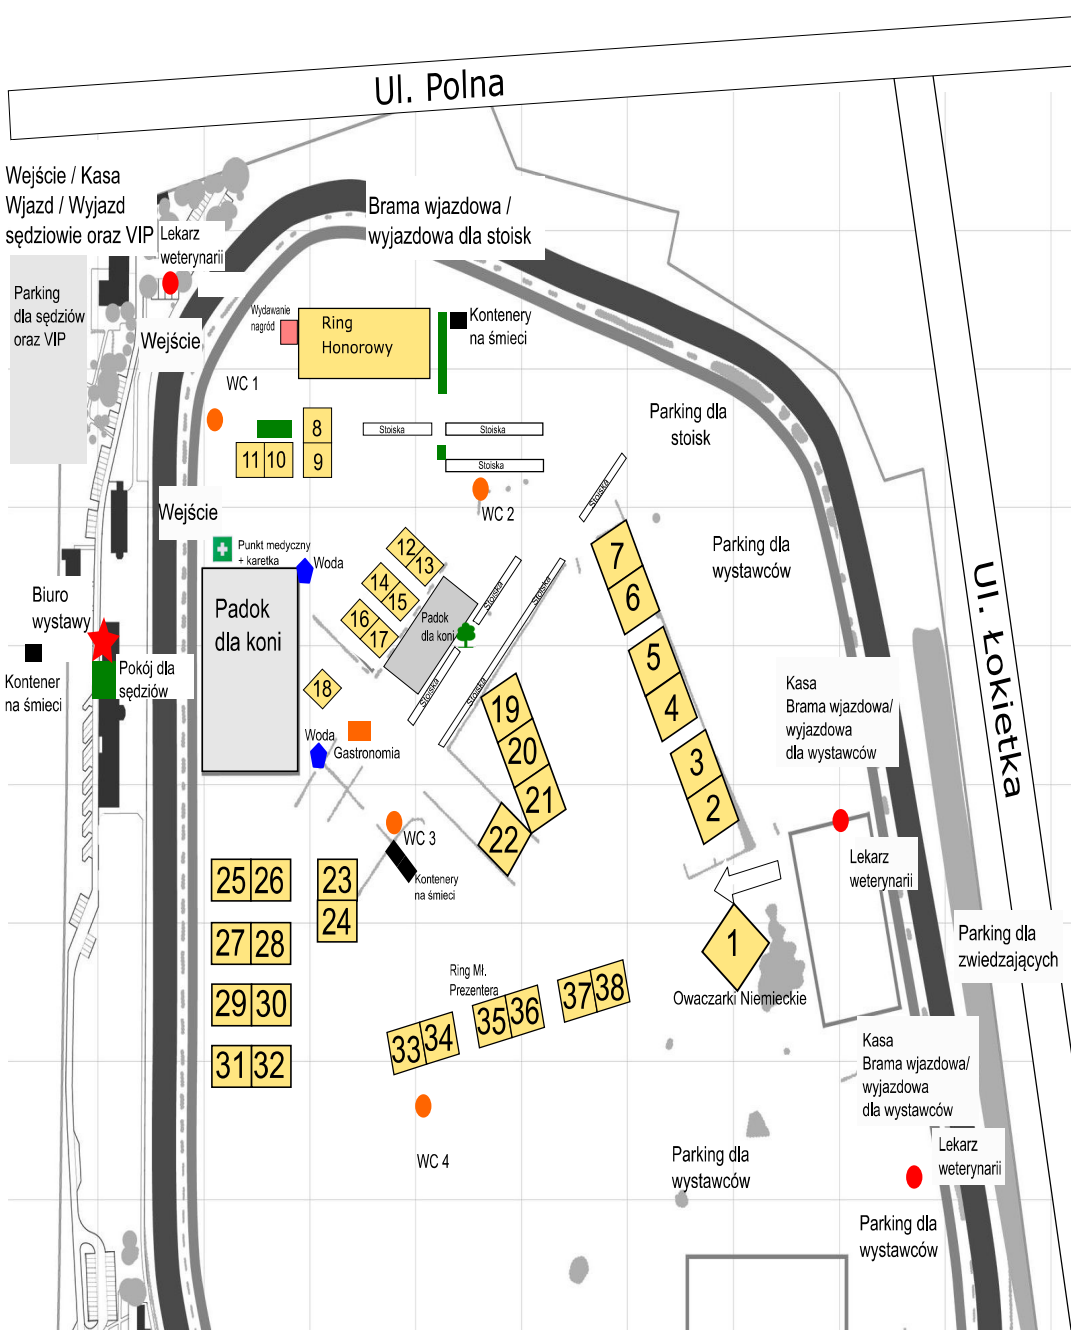 Ul. Polna
Wejście / Kasa
Wjazd / Wyjazd
sędziowie oraz VIP
Lekarz
weterynarii
Brama wjazdowa /
wyjazdowa dla stoisk
Parking
dla sędziów
oraz VIP
Wejście
Wydawanie
nagród
Ring
Honorowy
Kontenery
na śmieci
WC 1
8
9
11
10
Stoiska
Stoiska
Stoiska
Stoiska
Parking dla
stoisk
Wejście
WC 2
Punkt medyczny
+ karetka
Woda
12
13
14
15
16
17
18
Padok
dla koni
Padok
dla koni
Stoiska
Stoiska
Stoiska
Stoiska
7
6
5
4
3
2
Parking dla
wystawców
Ul. Łokietka
Biuro
wystawy
Kontener
na śmieci
Pokój dla
sędziów
Woda
Gastronomia
19
20
21
22
Kasa
Brama wjazdowa/
wyjazdowa
dla wystawców
WC 3
Kontenery
na śmieci
Lekarz
weterynarii
25
26
23
24
27
28
29
30
31
32
1
Owaczarki Niemieckie
Parking dla
zwiedzających
Ring Mł.
Prezentera
33
34
35
36
37
38
Kasa
Brama wjazdowa/
wyjazdowa
dla wystawców
WC 4
Parking dla
wystawców
Lekarz
weterynarii
Parking dla
wystawców